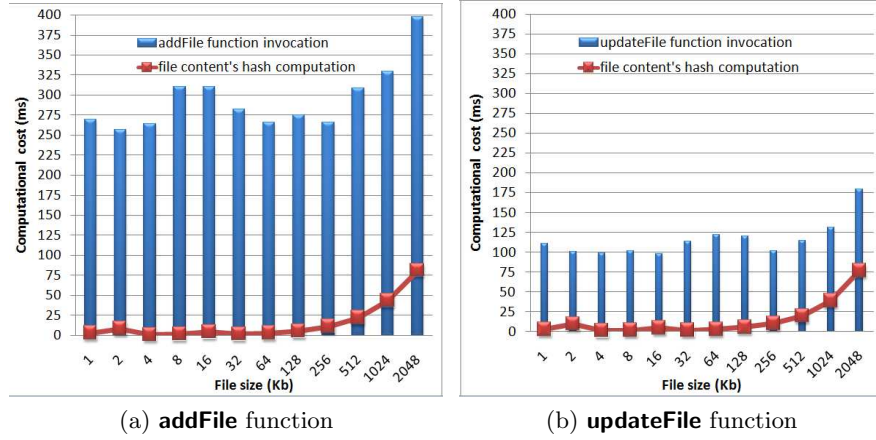 400
375
350
325
300
275
250
225
200
175
150
125
100
75
50
25
0
Computational cost (ms)
addFile function invocation
file content's hash computation
1 2 4 8 16 32 64 128 256 512 1024 2048
File size (Kb)
(a) addFile function
400
375
350
325
300
275
250
225
200
175
150
125
100
75
50
25
0
Computational cost (ms)
updateFile function invocation
file content's hash computation
1 2 4 8 16 32 64 128 256 512 1024 2048
File size (Kb)
(b) updateFile function